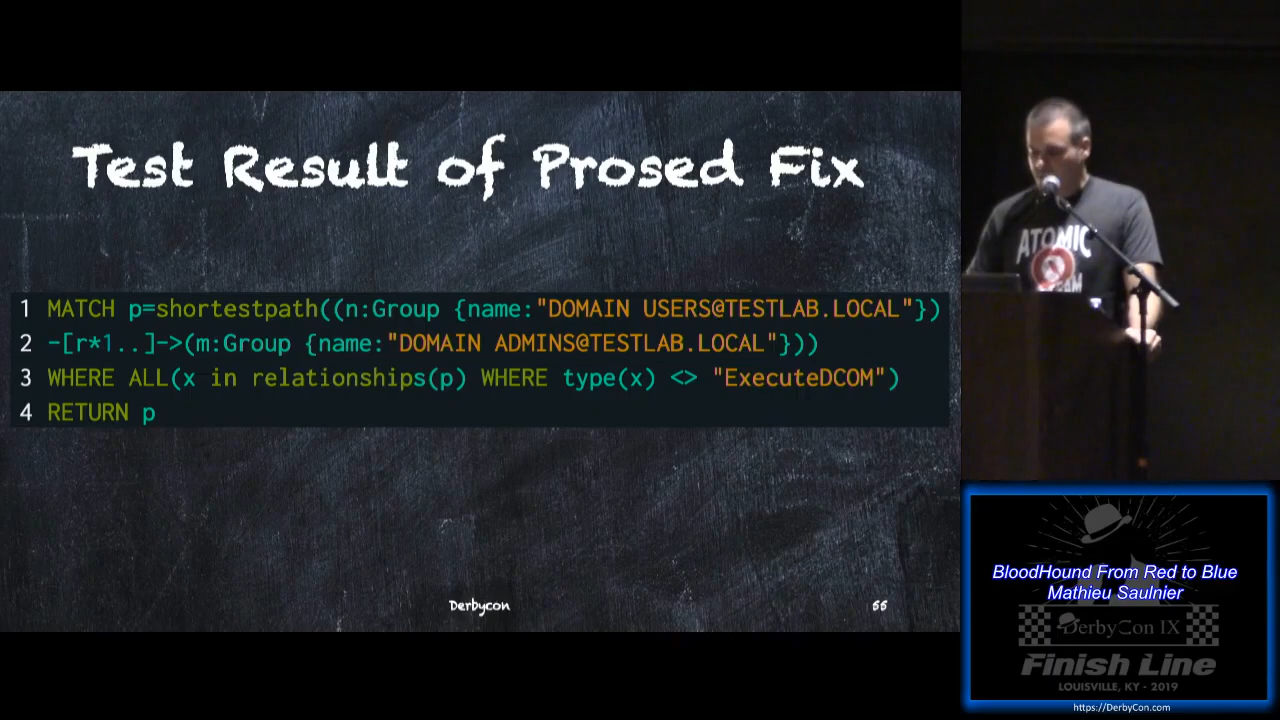 Test Result of Prosed Fix
1 MATCH p=shortestpath((n:Group {name:"DOMAIN USERS@TESTLAB.LOCAL"})
2 -[r*1..]->(m:Group {name:"DOMAIN ADMINS@TESTLAB.LOCAL"}))
3 WHERE ALL(x in relationships(p) WHERE type(x) <> "ExecuteDCOM")
4 RETURN p
Derbycon
55
ATOMIC
BloodHound From Red to Blue
Mathieu Saulnier
DerbyCon IX
Finish Line
LOUISVILLE, KY - 2019
https://DerbyCon.com